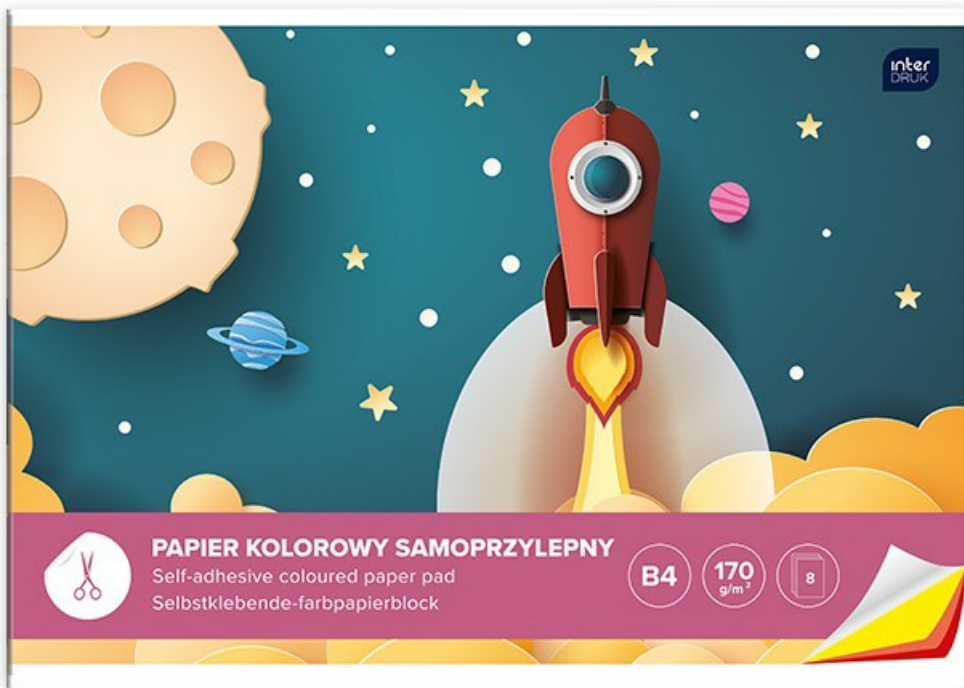 inter
DRUK
PAPIER KOLOROWY SAMOPRZYLEPNY
Self-adhesive coloured paper pad
Selbstklebende-farbpapierblock
B4
170
g/m²
8